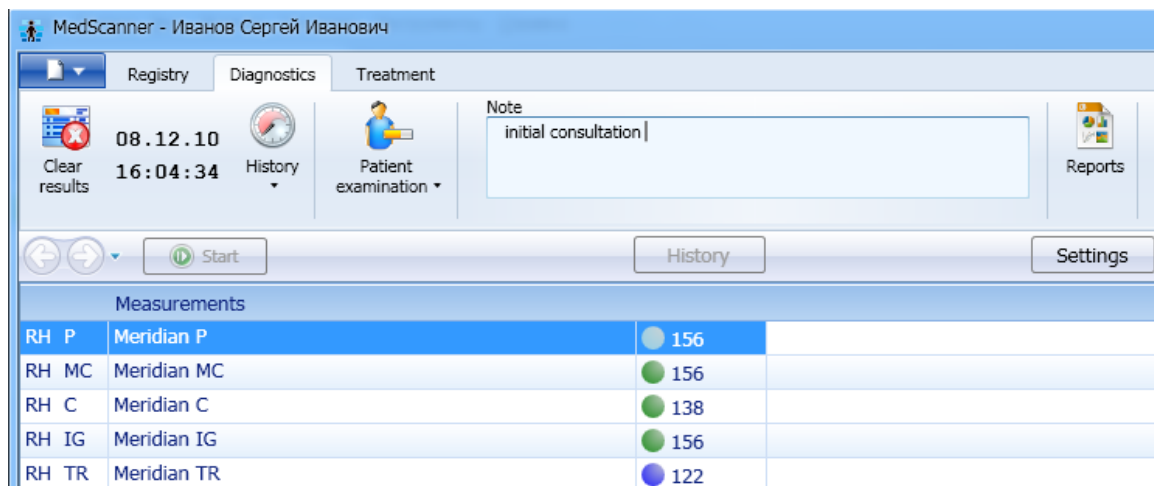 MedScanner - Иванов Сергей Иванович
Registry Diagnostics Treatment
Note
initial consultation
08.12.10
16:04:34
Clear results
History
Patient examination
Reports
Start History Settings
Measurements
RH P Meridian P 156
RH MC Meridian MC 156
RH C Meridian C 138
RH IG Meridian IG 156
RH TR Meridian TR 122